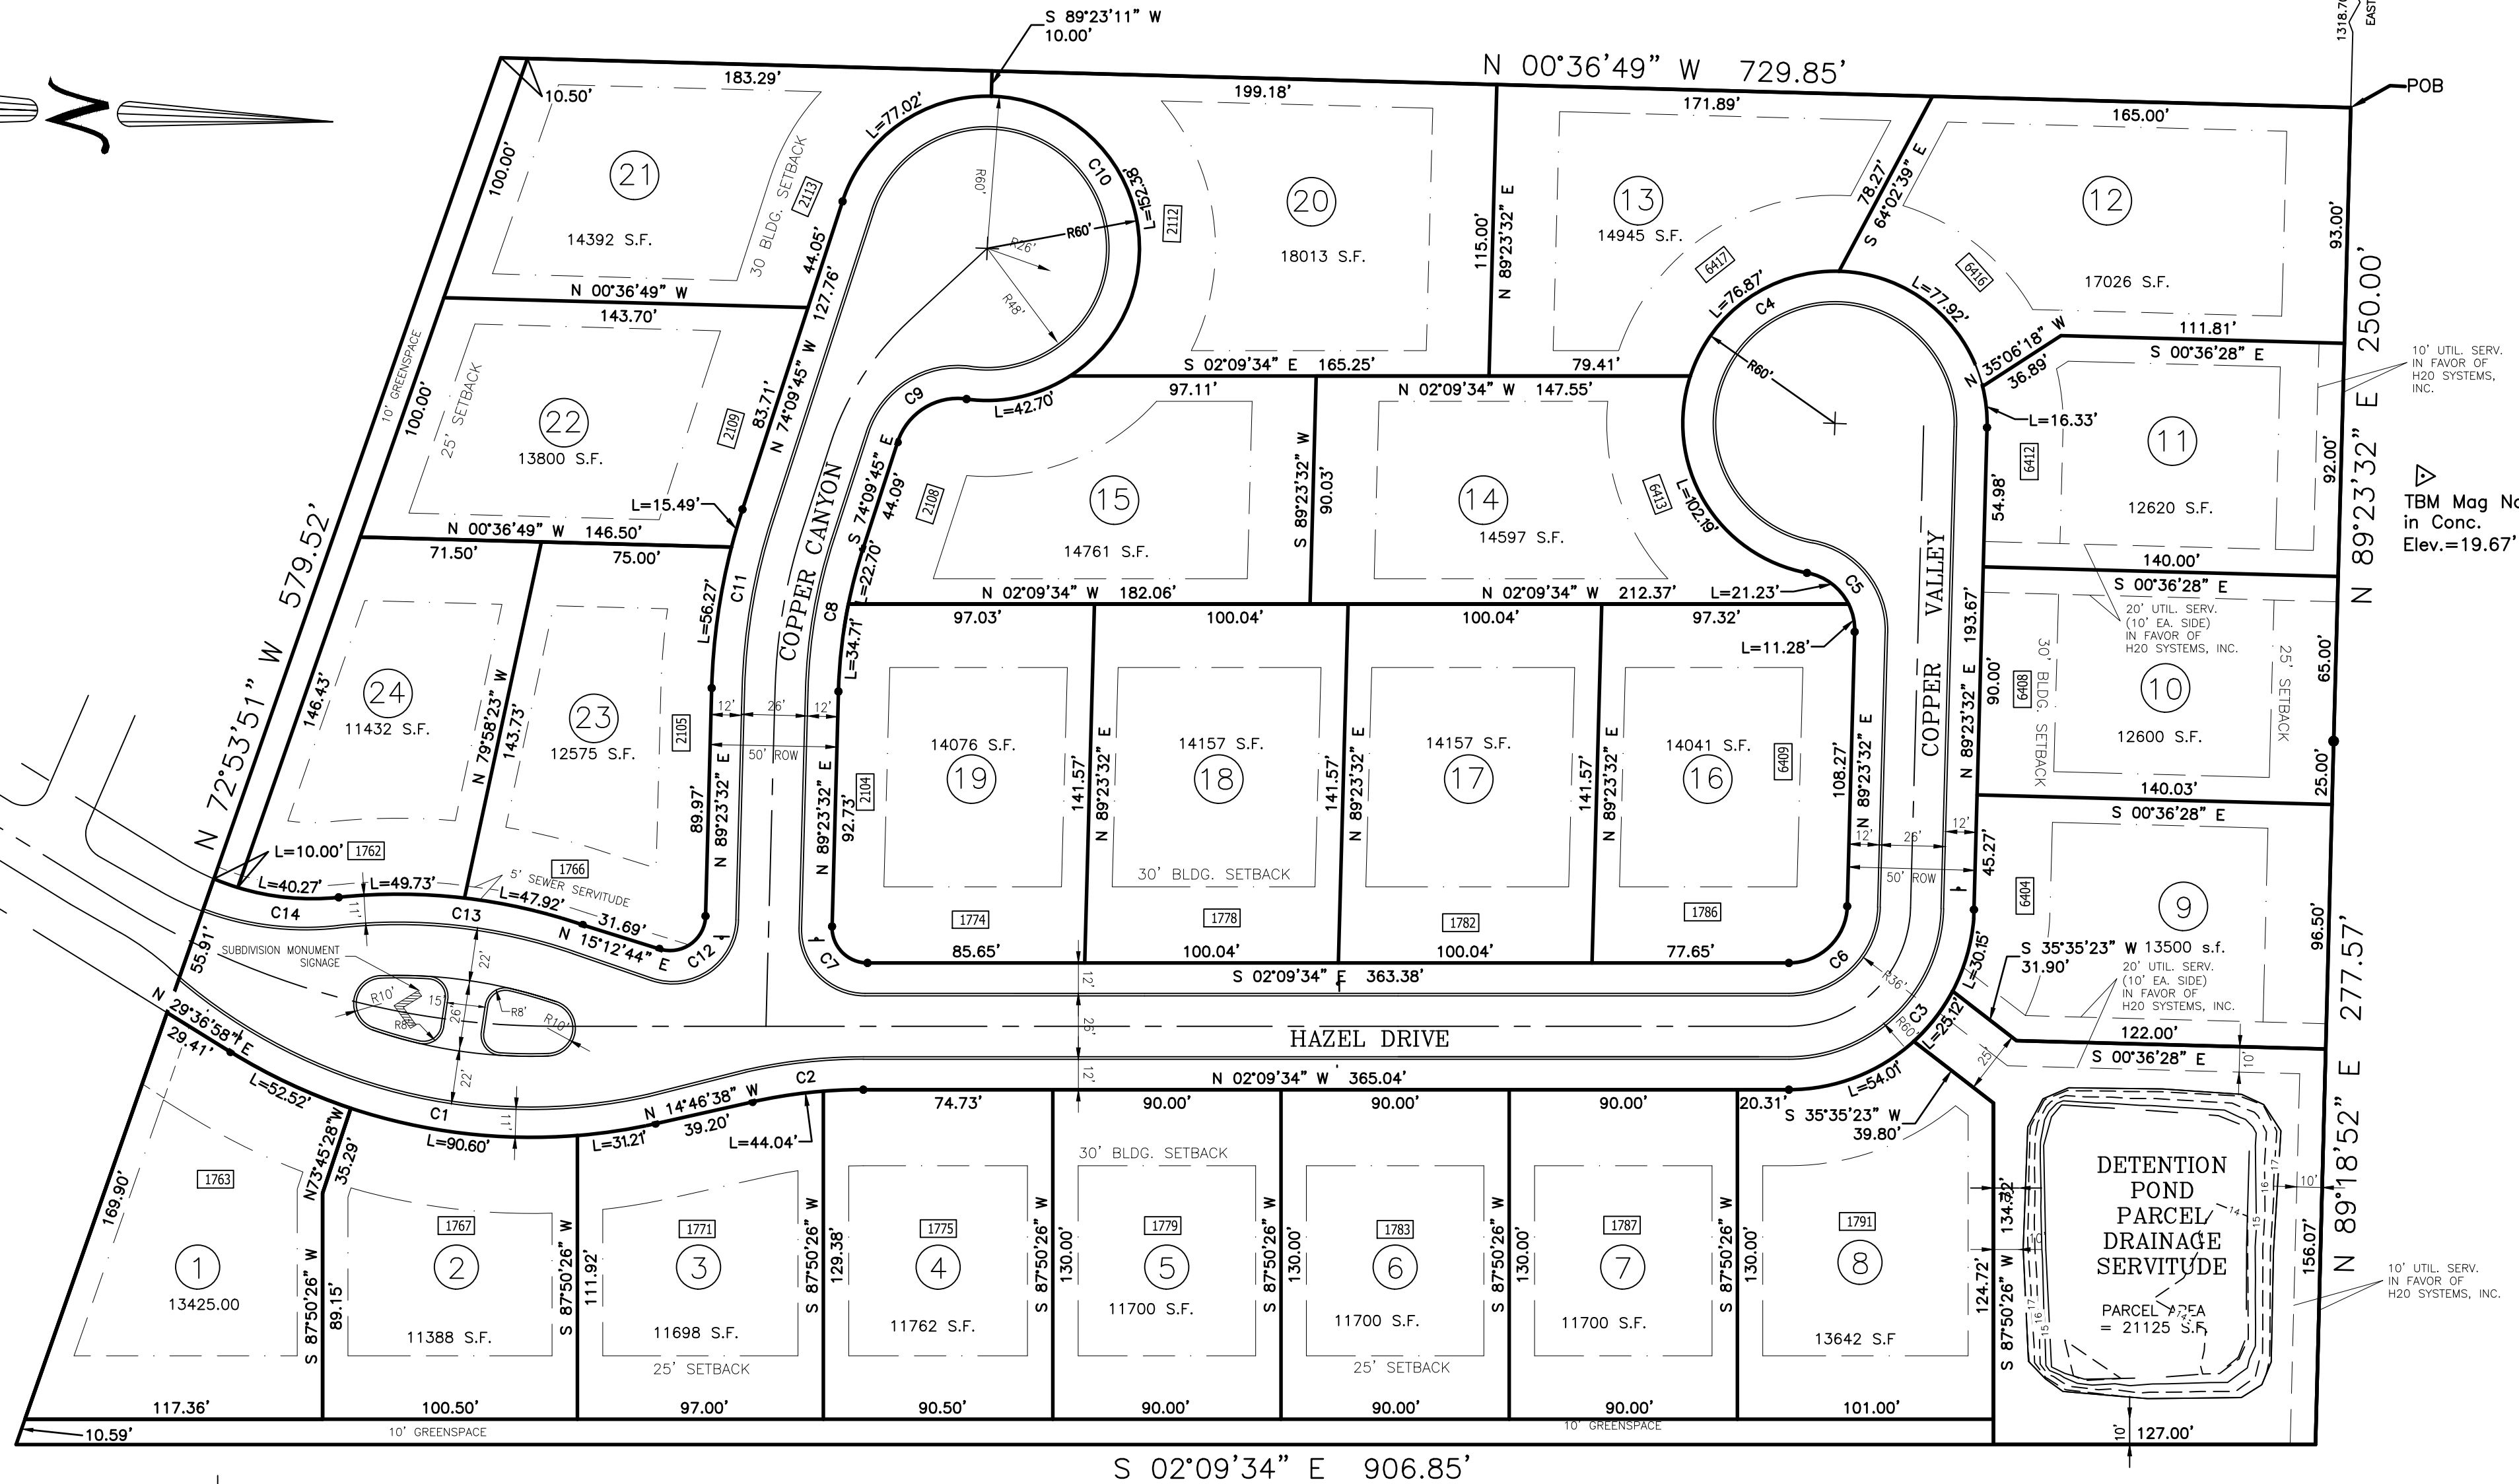 S 89°23'11" W
10.00'
1318.70
EAST
N 00°36'49" W 729.85'
POB
N
183.29'
10.50'
199.18'
171.89'
165.00'
L=77.02'
C10
L=152.38'
R60'
R60'
R26'
R48'
100.00'
21
14392 S.F.
30 BLDG. SETBACK
2113
44.05'
127.76'
2112
20
18013 S.F.
115.00'
N 89°23'32" E
13
14945 S.F.
78.27'
S 64°02'39" E
12
17026 S.F.
93.00'
N 89°23'32" E 250.00'
6417
6416
L=76.87'
C4
L=77.92'
R60'
N 35°06'18" W
36.89'
111.81'
S 00°36'28" E
10' UTIL. SERV.
IN FAVOR OF
H20 SYSTEMS,
INC.
N 00°36'49" W
143.70'
10' GREENSPACE
100.00'
25' SETBACK
22
13800 S.F.
2109
83.71'
N 74°09'45" W
L=15.49'
S 02°09'34" E 165.25'
79.41'
97.11'
N 02°09'34" W 147.55'
C9
L=42.70'
S 74°09'45" E
44.09'
2108
15
14761 S.F.
S 89°23'32" W
90.03'
14
14597 S.F.
6413
L=102.19'
L=16.33'
6412
54.98'
11
12620 S.F.
92.00'
TBM Mag Na
in Conc.
Elev.=19.67'
N 72°53'51" W 579.52'
N 00°36'49" W 146.50'
71.50'
75.00'
COPPER CANYON
L=22.70'
C8
C11
L=56.27'
L=34.71'
N 02°09'34" W 182.06'
N 02°09'34" W 212.37'
L=21.23'
C5
L=11.28'
97.03'
100.04'
100.04'
97.32'
COPPER VALLEY
193.67'
N 89°23'32" E
140.00'
S 00°36'28" E
20' UTIL. SERV.
(10' EA. SIDE)
IN FAVOR OF
H20 SYSTEMS, INC.
146.43'
24
11432 S.F.
N 79°58'23" W
143.73'
23
12575 S.F.
2105
12'
26'
12'
50' ROW
89.97'
N 89°23'32" E
N 89°23'32" E
92.73'
2104
14076 S.F.
19
141.57'
N 89°23'32" E
14157 S.F.
18
141.57'
N 89°23'32" E
14157 S.F.
17
141.57'
N 89°23'32" E
14041 S.F.
16
6409
108.27'
N 89°23'32" E
90.00'
6408
30' BLDG. SETBACK
10
12600 S.F.
25' SETBACK
65.00'
25.00'
140.03'
S 00°36'28" E
12'
26'
12'
50' ROW
45.27'
L=10.00'
1762
L=40.27'
L=49.73'
11'
1766
5' SEWER SERVITUDE
L=47.92'
31.69'
N 15°12'44" E
C14
C13
C12
C7
30' BLDG. SETBACK
1774
1778
1782
1786
85.65'
100.04'
100.04'
77.65'
S 02°09'34" E 363.38'
C6
R36'
R60'
C3
L=30.15'
L=25.12'
6404
9
13500 s.f.
96.50'
S 35°35'23" W
31.90'
20' UTIL. SERV.
(10' EA. SIDE)
IN FAVOR OF
H20 SYSTEMS, INC.
122.00'
S 00°36'28" E
10'
N 89°18'52" E 277.57'
55.91'
SUBDIVISION MONUMENT
SIGNAGE
R10'
R8'
15'
26'
R8'
R10'
22'
22'
12'
26'
12'
HAZEL DRIVE
N 29°36'58" E
29.41'
L=52.52'
C1
L=90.60'
11'
L=31.21'
N 14°46'38" W
39.20'
C2
L=44.04'
74.73'
N 02°09'34" W 365.04'
90.00'
90.00'
90.00'
20.31'
L=54.01'
25'
S 35°35'23" W
39.80'
169.90'
1763
1
13425.00
N73°45'28"W
35.29'
S 87°50'26" W
89.15'
1767
2
11388 S.F.
S 87°50'26" W
111.92'
1771
3
11698 S.F.
25' SETBACK
S 87°50'26" W
129.38'
1775
4
11762 S.F.
S 87°50'26" W
130.00'
30' BLDG. SETBACK
1779
5
11700 S.F.
S 87°50'26" W
130.00'
1783
6
11700 S.F.
25' SETBACK
S 87°50'26" W
130.00'
1787
7
11700 S.F.
S 87°50'26" W
130.00'
1791
8
13642 S.F
124.72'
S 87°50'26" W 134.72'
10'
DETENTION
POND
PARCEL
DRAINAGE
SERVITUDE
PARCEL AREA
= 21125 S.F.
14
14
15
16
17
17
16
15
10'
156.07'
10' UTIL. SERV.
IN FAVOR OF
H20 SYSTEMS, INC.
117.36'
100.50'
97.00'
90.50'
90.00'
90.00'
90.00'
101.00'
10.59'
10' GREENSPACE
10' GREENSPACE
10'
127.00'
S 02°09'34" E 906.85'